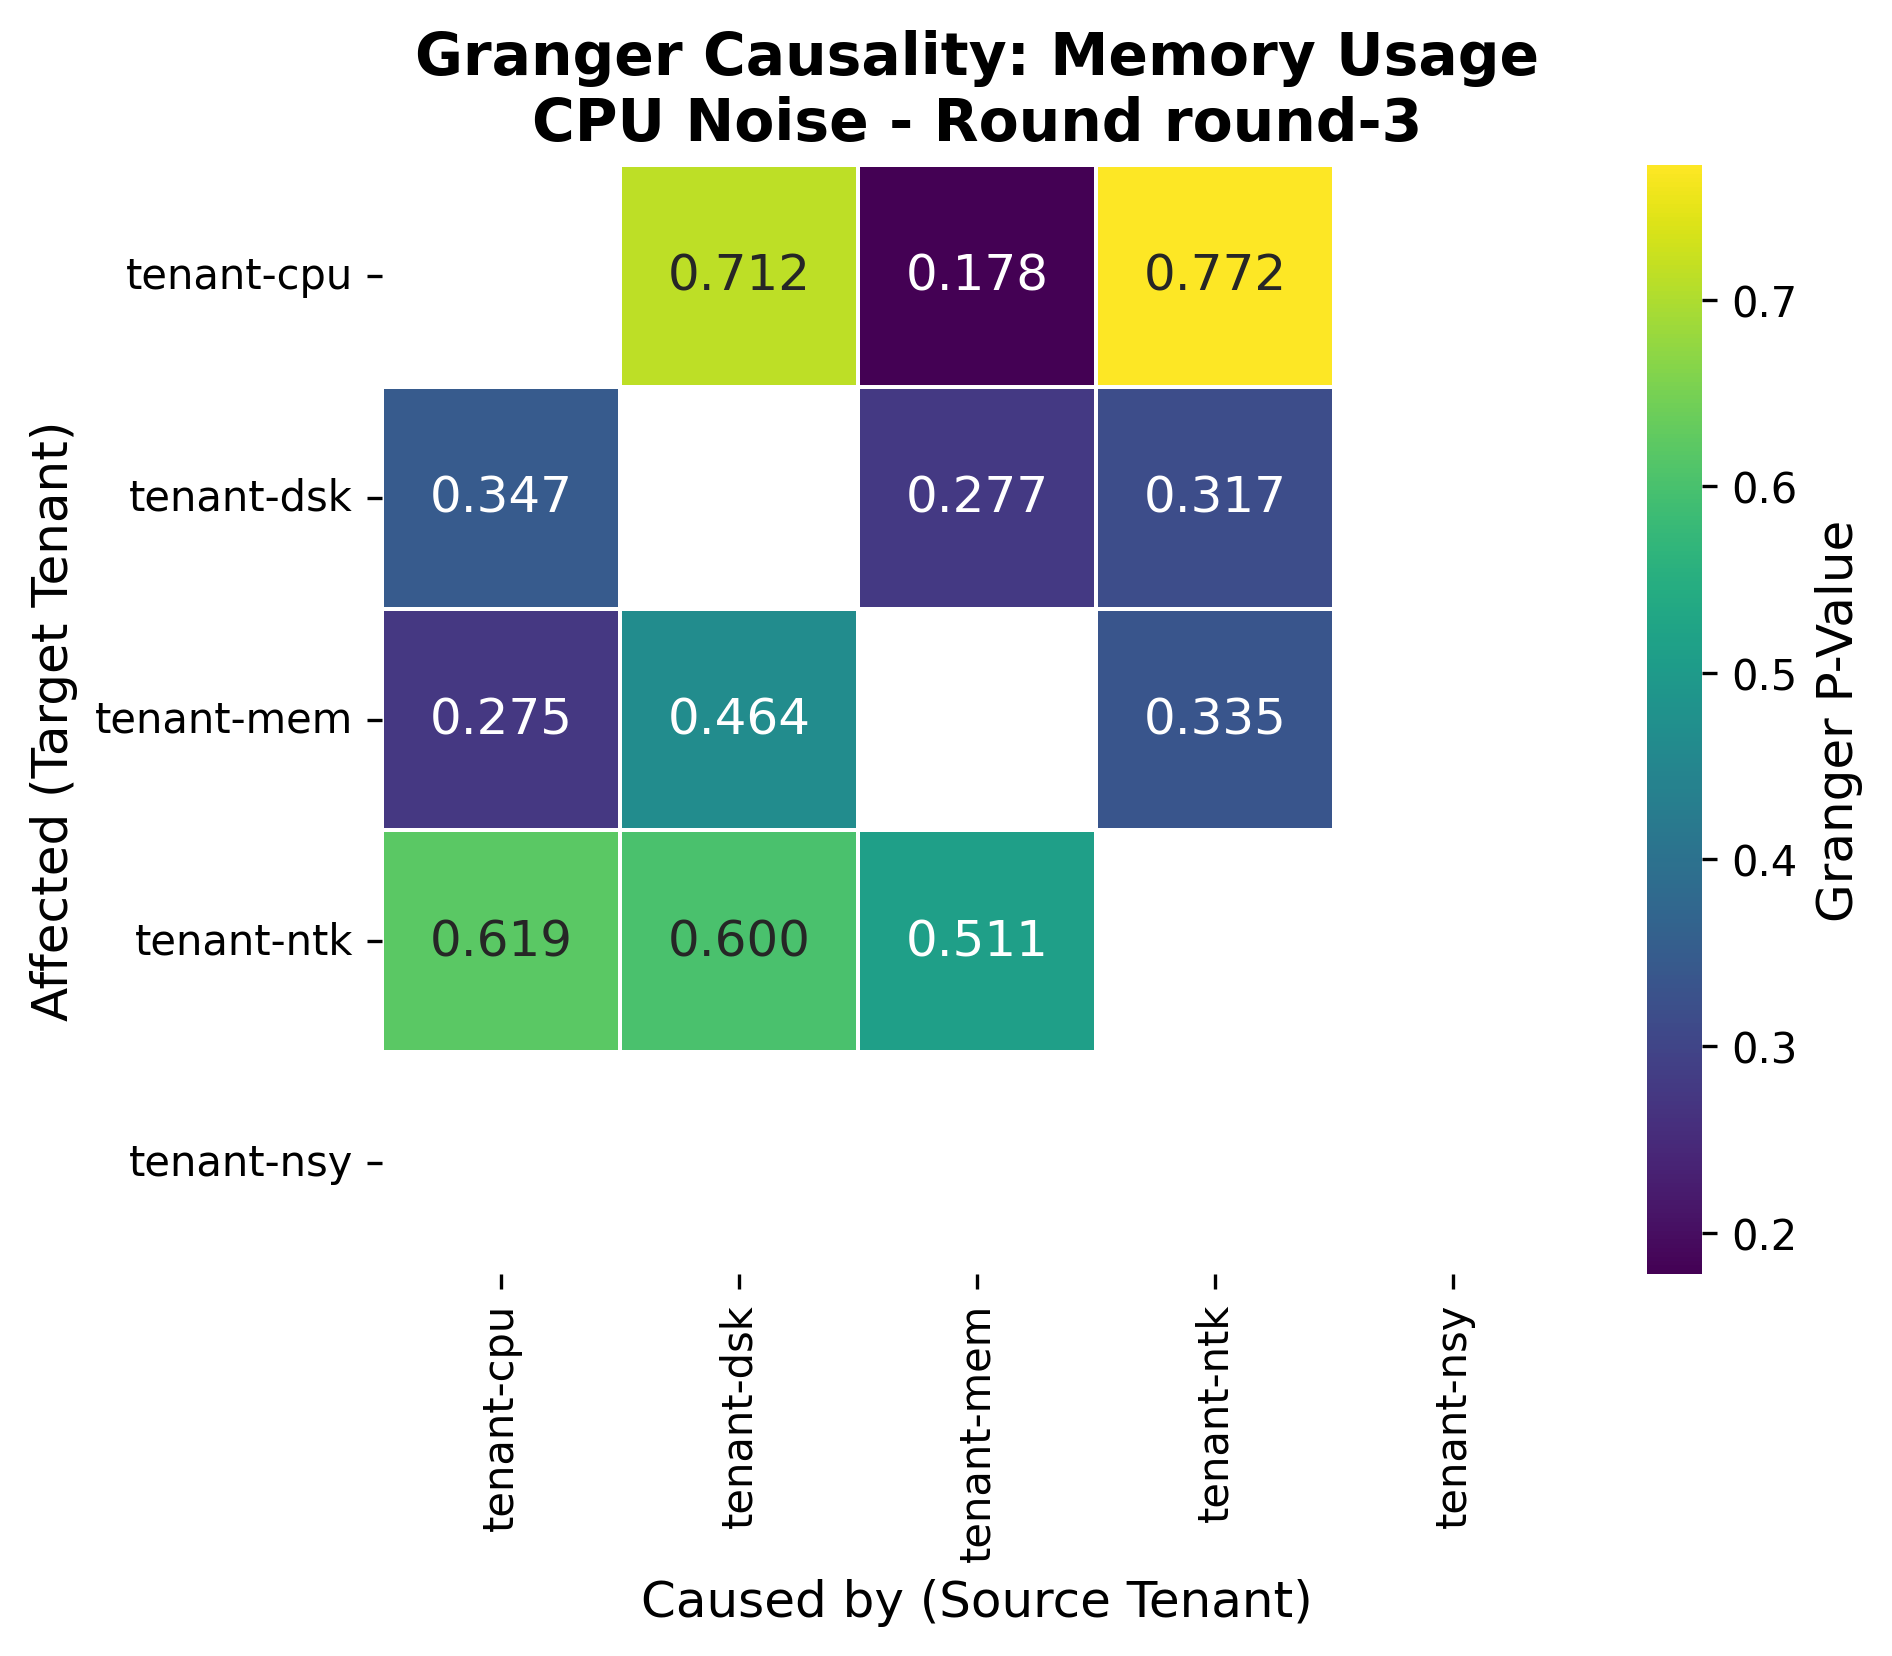 Granger Causality: Memory Usage
CPU Noise - Round round-3
Affected (Target Tenant)
tenant-cpu
0.712 0.178 0.772
tenant-dsk
0.347 0.277 0.317
tenant-mem
0.275 0.464 0.335
tenant-ntk
0.619 0.600 0.511
tenant-nsy
tenant-cpu
tenant-dsk
tenant-mem
tenant-ntk
tenant-nsy
Caused by (Source Tenant)
0.7
0.6
0.5
0.4
0.3
0.2
Granger P-Value